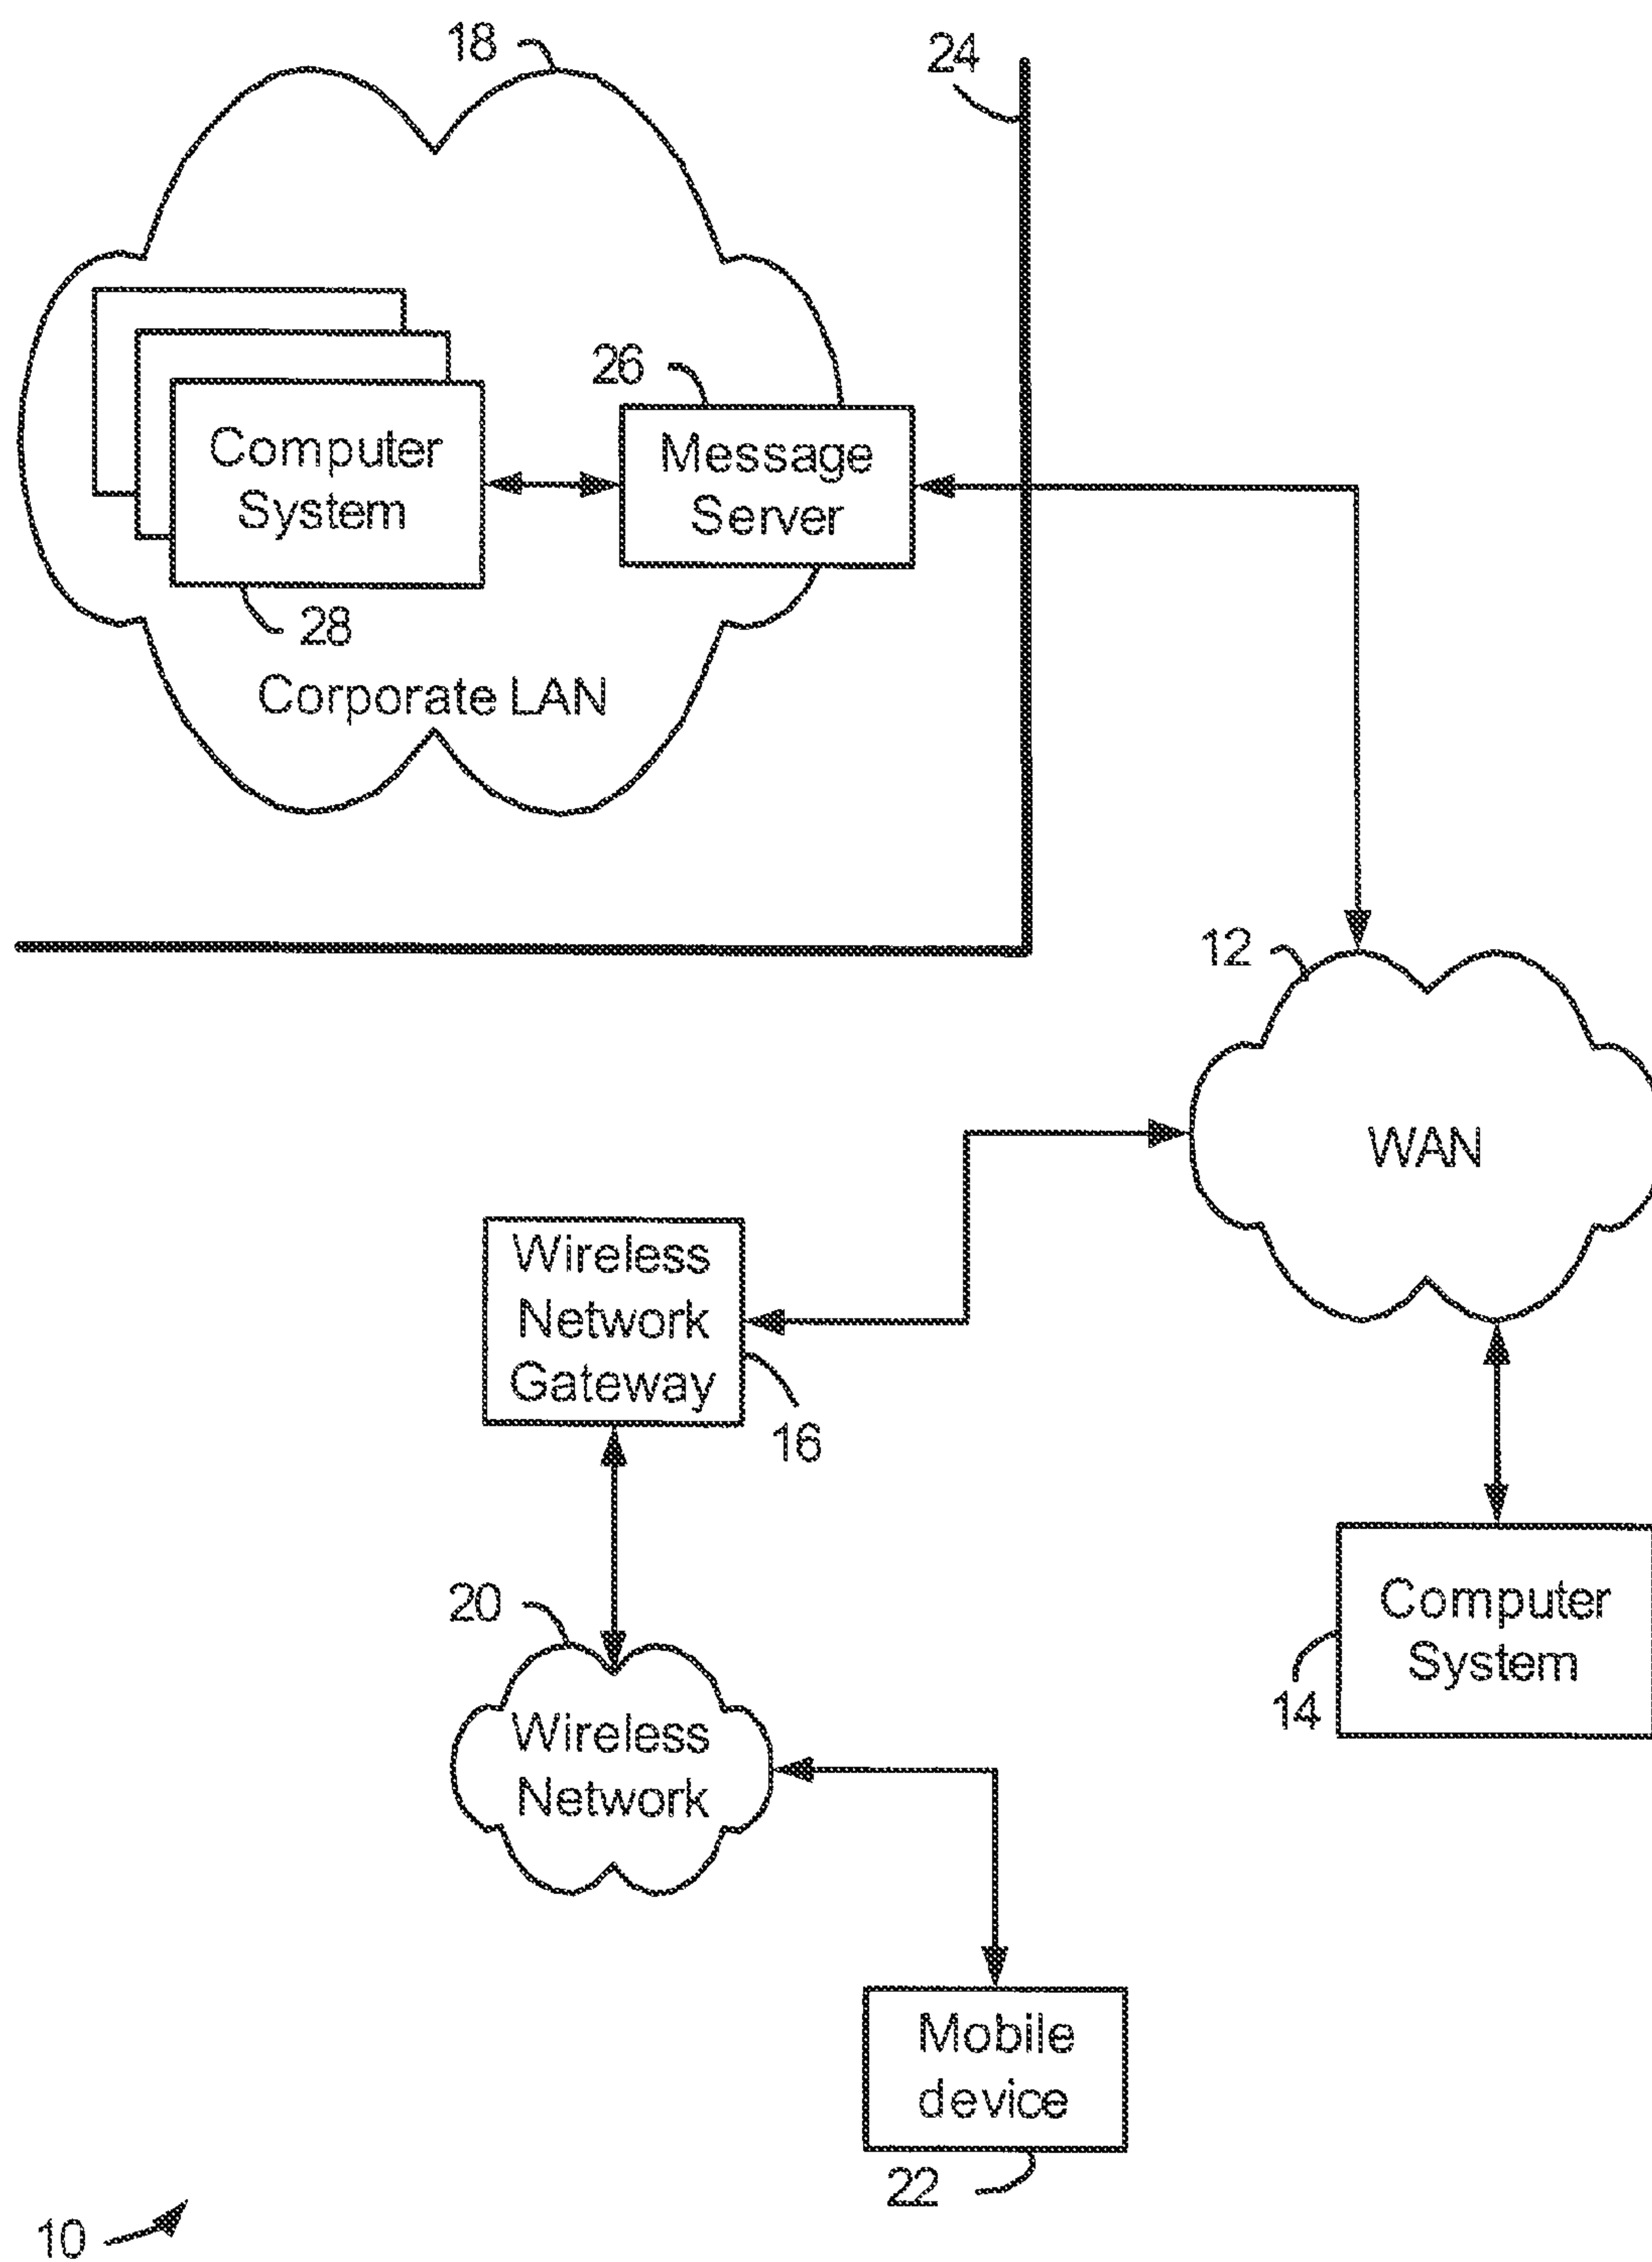 18
24
26
Computer
System
Message
Server
28
Corporate LAN
12
WAN
Wireless
Network
Gateway
16
20
Computer
System
14
Wireless
Network
Mobile
device
22
10